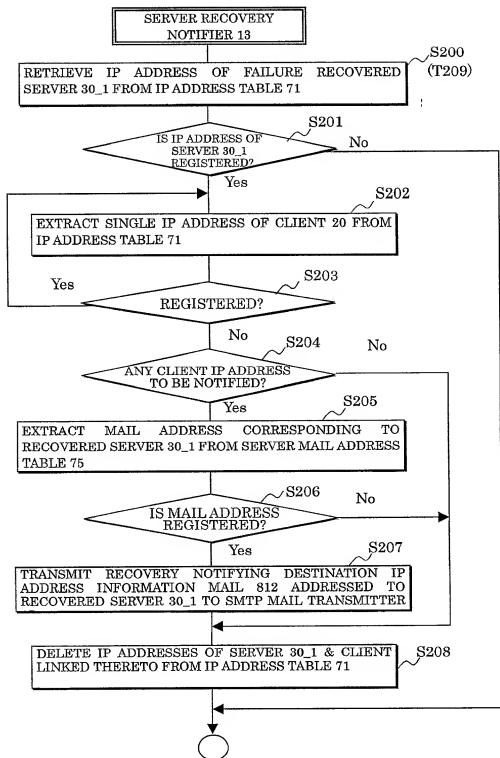 SERVER RECOVERY
NOTIFIER 13
S200
(T209)
RETRIEVE IP ADDRESS OF FAILURE RECOVERED
SERVER 30_1 FROM IP ADDRESS TABLE 71
S201
IS IP ADDRESS OF
SERVER 30_1
REGISTERED?
No
Yes
S202
EXTRACT SINGLE IP ADDRESS OF CLIENT 20 FROM
IP ADDRESS TABLE 71
S203
Yes
REGISTERED?
No
S204
No
ANY CLIENT IP ADDRESS
TO BE NOTIFIED?
Yes
S205
EXTRACT MAIL ADDRESS CORRESPONDING TO
RECOVERED SERVER 30_1 FROM SERVER MAIL ADDRESS
TABLE 75
S206
No
IS MAIL ADDRESS
REGISTERED?
Yes
S207
TRANSMIT RECOVERY NOTIFYING DESTINATION IP
ADDRESS INFORMATION MAIL 812 ADDRESSED TO
RECOVERED SERVER 30_1 TO SMTP MAIL TRANSMITTER
S208
DELETE IP ADDRESSES OF SERVER 30_1 & CLIENT
LINKED THERETO FROM IP ADDRESS TABLE 71